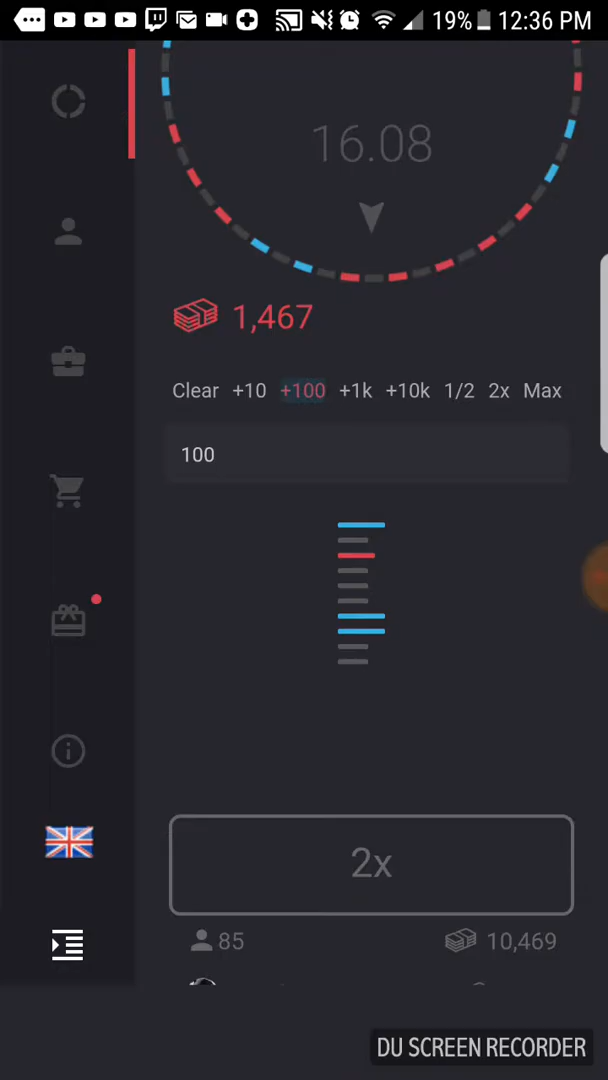 19% 12:36 PM
16.08
1,467
Clear +10 +100 +1k +10k 1/2 2x Max
100
2x
85 10,469
DU SCREEN RECORDER